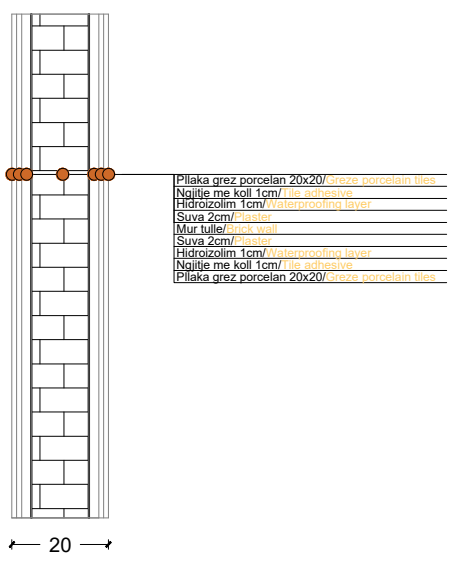 Pllaka grez porcelan 20x20/Greze porcelain tiles
Ngjitje me koll 1cm/Tile adhesive
Hidroizolim 1cm/Waterproofing layer
Suva 2cm/Plaster
Mur tulle/Brick wall
Suva 2cm/Plaster
Hidroizolim 1cm/Waterproofing layer
Ngjitje me koll 1cm/Tile adhesive
Pllaka grez porcelan 20x20/Greze porcelain tiles
20